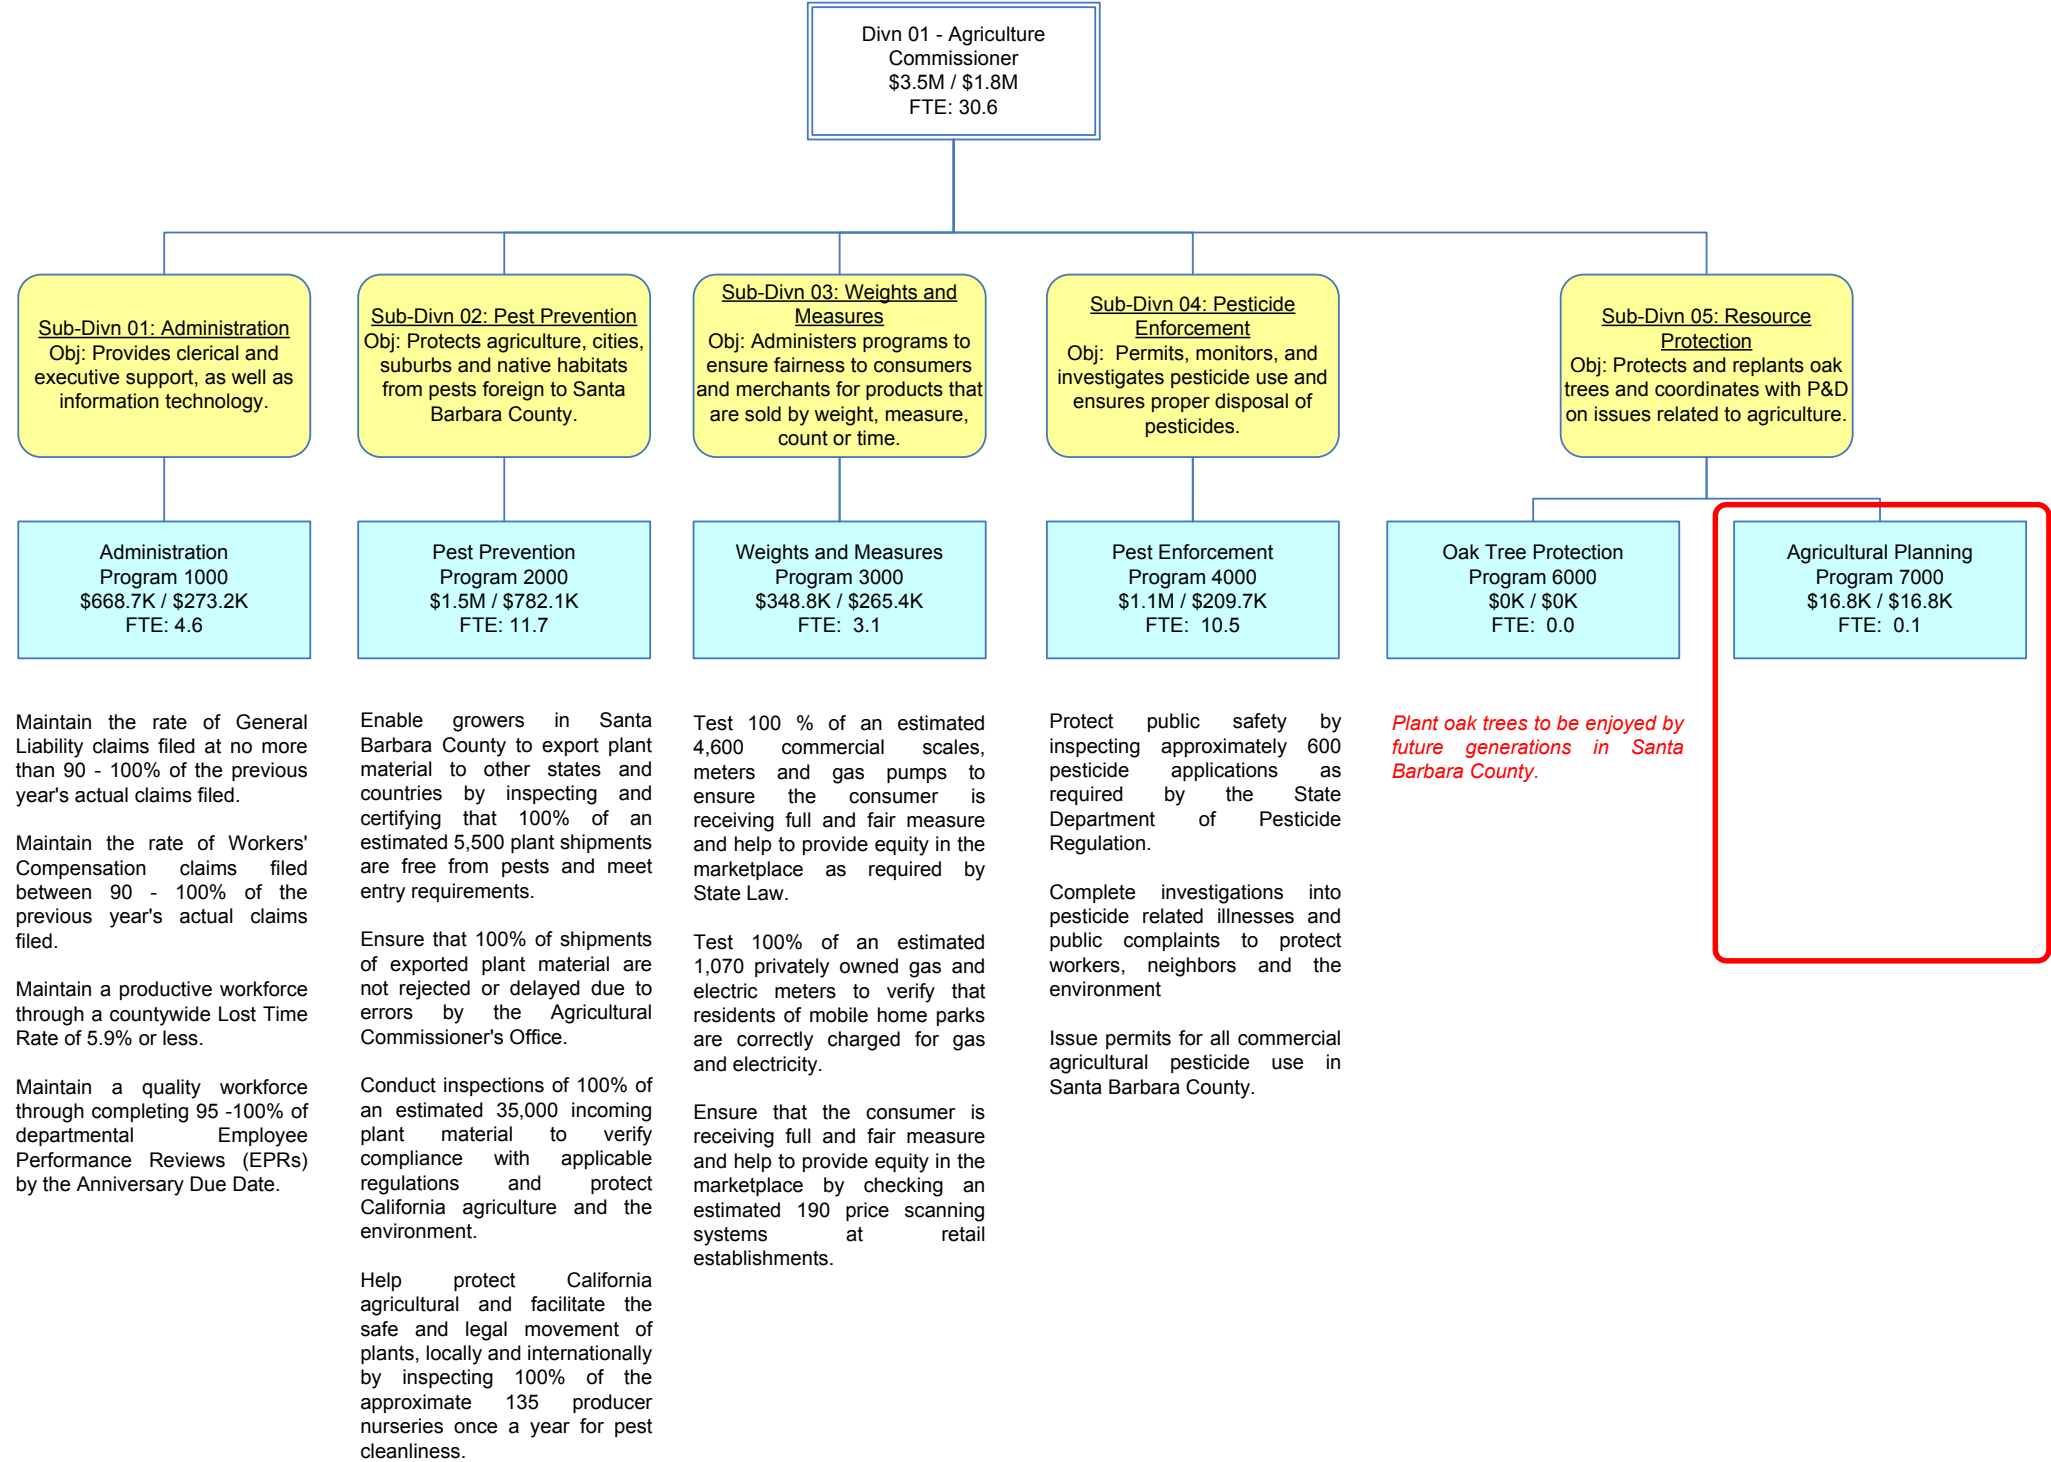 Divn 01 - Agriculture
Commissioner
$3.5M / $1.8M
FTE: 30.6
Sub-Divn 01: Administration
Obj: Provides clerical and
executive support, as well as
information technology.
Sub-Divn 02: Pest Prevention
Obj: Protects agriculture, cities,
suburbs and native habitats
from pests foreign to Santa
Barbara County.
Sub-Divn 03: Weights and
Measures
Obj: Administers programs to
ensure fairness to consumers
and merchants for products that
are sold by weight, measure,
count or time.
Sub-Divn 04: Pesticide
Enforcement
Obj:  Permits, monitors, and
investigates pesticide use and
ensures proper disposal of
pesticides.
Sub-Divn 05: Resource
Protection
Obj: Protects and replants oak
trees and coordinates with P&D
on issues related to agriculture.
Administration
Program 1000
$668.7K / $273.2K
FTE: 4.6
Pest Prevention
Program 2000
$1.5M / $782.1K
FTE: 11.7
Weights and Measures
Program 3000
$348.8K / $265.4K
FTE:  3.1
Pest Enforcement
Program 4000
$1.1M / $209.7K
FTE:  10.5
Oak Tree Protection
Program 6000
$0K / $0K
FTE:  0.0
Agricultural Planning
Program 7000
$16.8K / $16.8K
FTE:  0.1
Maintain the rate of General
Liability claims filed at no more
than 90 - 100% of the previous
year's actual claims filed.
Maintain the rate of Workers'
Compensation claims filed
between 90 - 100% of the
previous year's actual claims
filed.
Maintain a productive workforce
through a countywide Lost Time
Rate of 5.9% or less.
Maintain a quality workforce
through completing 95 -100% of
departmental Employee
Performance Reviews (EPRs)
by the Anniversary Due Date.
Enable growers in Santa
Barbara County to export plant
material to other states and
countries by inspecting and
certifying that 100% of an
estimated 5,500 plant shipments
are free from pests and meet
entry requirements.
Ensure that 100% of shipments
of exported plant material are
not rejected or delayed due to
errors by the Agricultural
Commissioner's Office.
Conduct inspections of 100% of
an estimated 35,000 incoming
plant material to verify
compliance with applicable
regulations and protect
California agriculture and the
environment.
Help protect California
agricultural and facilitate the
safe and legal movement of
plants, locally and internationally
by inspecting 100% of the
approximate 135 producer
nurseries once a year for pest
cleanliness.
Test 100 % of an estimated
4,600 commercial scales,
meters and gas pumps to
ensure the consumer is
receiving full and fair measure
and help to provide equity in the
marketplace as required by
State Law.
Test 100% of an estimated
1,070 privately owned gas and
electric meters to verify that
residents of mobile home parks
are correctly charged for gas
and electricity.
Ensure that the consumer is
receiving full and fair measure
and help to provide equity in the
marketplace by checking an
estimated 190 price scanning
systems at retail
establishments.
Protect public safety by
inspecting approximately 600
pesticide applications as
required by the State
Department of Pesticide
Regulation.
Complete investigations into
pesticide related illnesses and
public complaints to protect
workers, neighbors and the
environment
Issue permits for all commercial
agricultural pesticide use in
Santa Barbara County.
Plant oak trees to be enjoyed by
future generations in Santa
Barbara County.